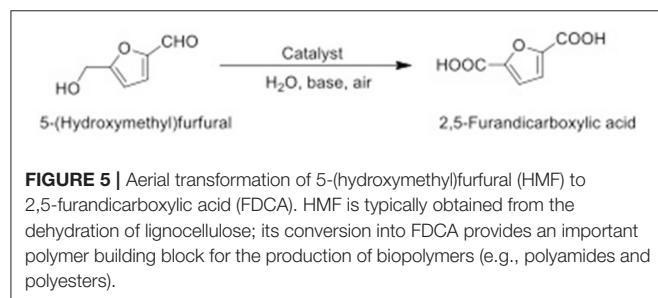 CHO
O
HO
Catalyst
H₂O, base, air
COOH
O
HOOC
5-(Hydroxymethyl)furfural
2,5-Furandicarboxylic acid
FIGURE 5 | Aerial transformation of 5-(hydroxymethyl)furfural (HMF) to
2,5-furandicarboxylic acid (FDCA). HMF is typically obtained from the
dehydration of lignocellulose; its conversion into FDCA provides an important
polymer building block for the production of biopolymers (e.g., polyamides and
polyesters).